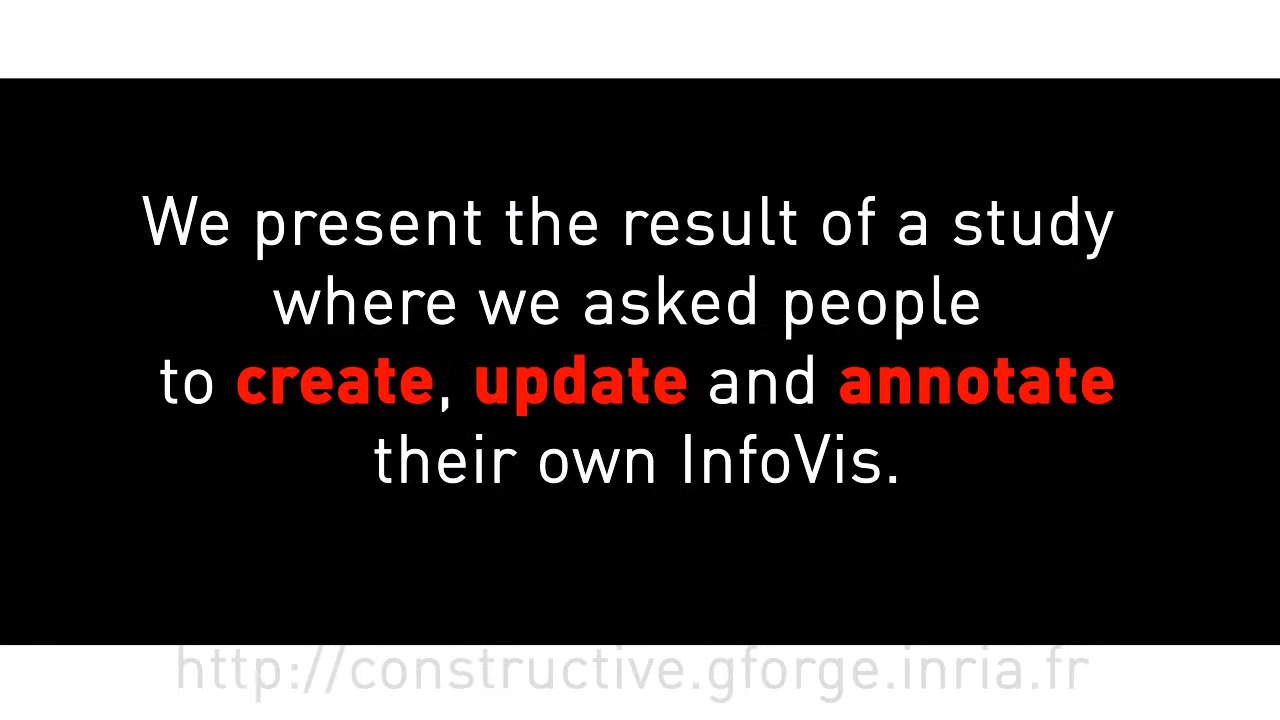 We present the result of a study
where we asked people
to create, update and annotate
their own InfoVis.
http://constructive.gforge.inria.fr